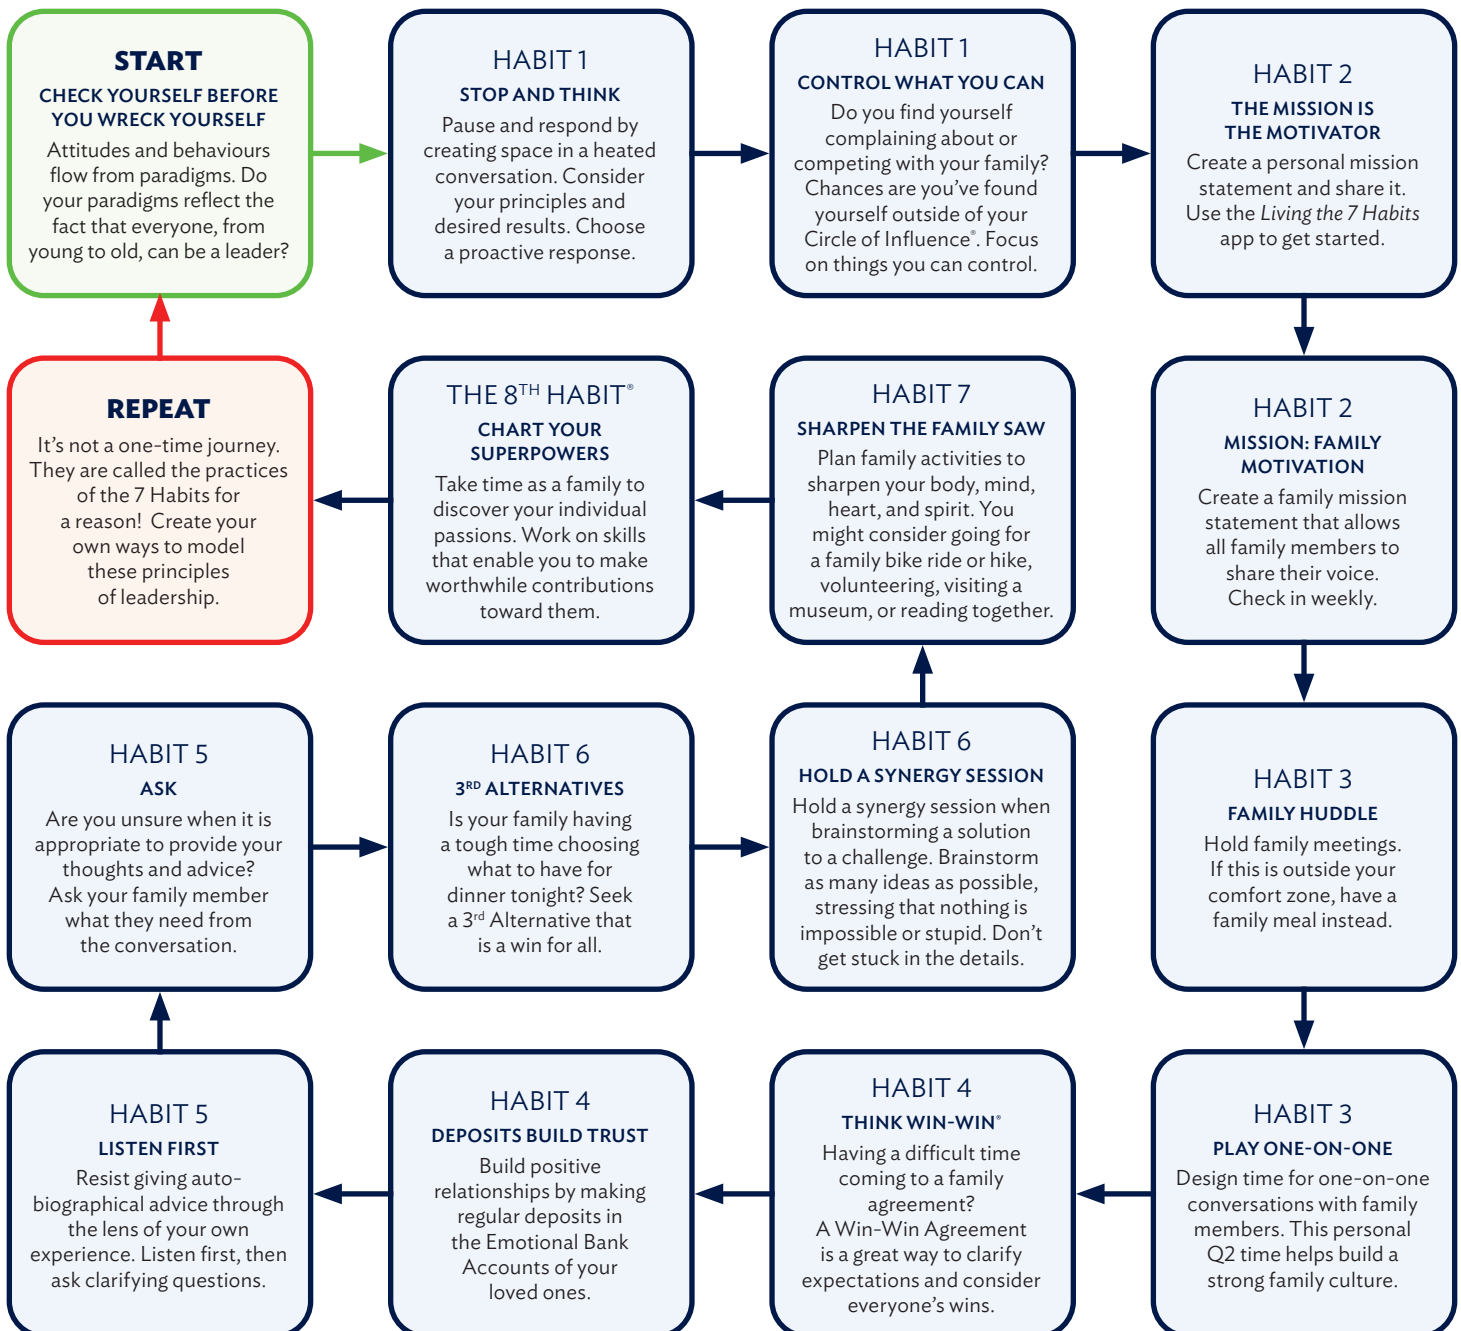 START
CHECK YOURSELF BEFORE
YOU WRECK YOURSELF
Attitudes and behaviours
flow from paradigms. Do
your paradigms reflect the
fact that everyone, from
young to old, can be a leader?
HABIT 1
STOP AND THINK
Pause and respond by
creating space in a heated
conversation. Consider
your principles and
desired results. Choose
a proactive response.
HABIT 1
CONTROL WHAT YOU CAN
Do you find yourself
complaining about or
competing with your family?
Chances are you’ve found
yourself outside of your
Circle of Influence®. Focus
on things you can control.
HABIT 2
THE MISSION IS
THE MOTIVATOR
Create a personal mission
statement and share it.
Use the Living the 7 Habits
app to get started.
HABIT 2
MISSION: FAMILY
MOTIVATION
Create a family mission
statement that allows
all family members to
share their voice.
Check in weekly.
HABIT 3
FAMILY HUDDLE
Hold family meetings.
If this is outside your
comfort zone, have a
family meal instead.
HABIT 3
PLAY ONE-ON-ONE
Design time for one-on-one
conversations with family
members. This personal
Q2 time helps build a
strong family culture.
HABIT 4
THINK WIN-WIN®
Having a difficult time
coming to a family
agreement?
A Win-Win Agreement
is a great way to clarify
expectations and consider
everyone’s wins.
HABIT 4
DEPOSITS BUILD TRUST
Build positive
relationships by making
regular deposits in
the Emotional Bank
Accounts of your
loved ones.
HABIT 5
LISTEN FIRST
Resist giving auto-
biographical advice through
the lens of your own
experience. Listen first, then
ask clarifying questions.
HABIT 5
ASK
Are you unsure when it is
appropriate to provide your
thoughts and advice?
Ask your family member
what they need from
the conversation.
HABIT 6
3RD ALTERNATIVES
Is your family having
a tough time choosing
what to have for
dinner tonight? Seek
a 3rd Alternative that
is a win for all.
HABIT 6
HOLD A SYNERGY SESSION
Hold a synergy session when
brainstorming a solution
to a challenge. Brainstorm
as many ideas as possible,
stressing that nothing is
impossible or stupid. Don’t
get stuck in the details.
HABIT 7
SHARPEN THE FAMILY SAW
Plan family activities to
sharpen your body, mind,
heart, and spirit. You
might consider going for
a family bike ride or hike,
volunteering, visiting a
museum, or reading together.
THE 8TH HABIT®
CHART YOUR
SUPERPOWERS
Take time as a family to
discover your individual
passions. Work on skills
that enable you to make
worthwhile contributions
toward them.
REPEAT
It’s not a one-time journey.
They are called the practices
of the 7 Habits for
a reason! Create your
own ways to model
these principles
of leadership.